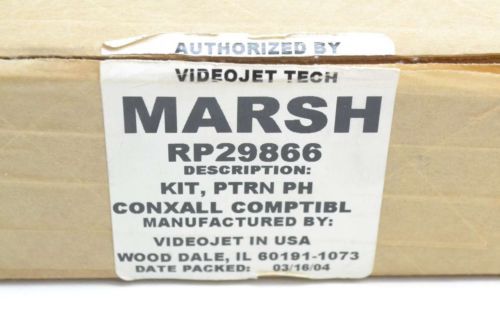 AUTHORIZED BY
VIDEOJET TECH
MARSH
RP29866
DESCRIPTION:
KIT, PTRN PH
CONXALL COMPTIBL
MANUFACTURED BY:
VIDEOJET IN USA
WOOD DALE, IL 60191-1073
DATE PACKED: 03/16/04